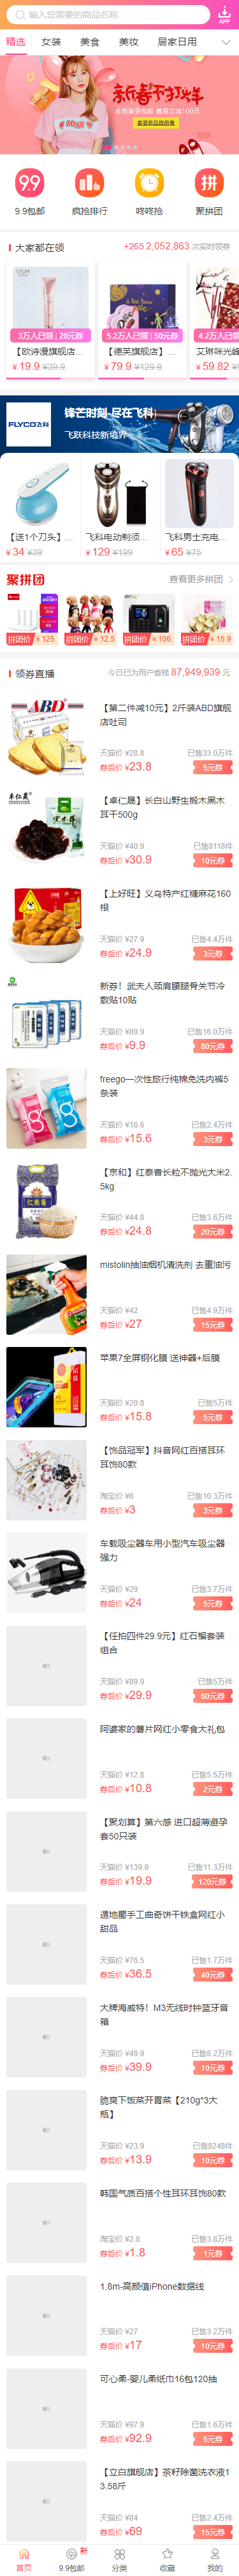 输入您需要的商品名称
APP
精选 女装 美食 美妆 居家日用
新春不打烊
全场享受包邮 最高立减100元
9.9
拼
9.9包邮 疯抢排行 咚咚抢 聚拼团
大家都在领
+265 2,052,863 次实时领券
3万人已领 | 20元券 5.2万人已领 | 50元券 4.2万人已领
【欧诗漫旗舰店】... 【德芙旗舰店】... 艾琳咪光峰
¥ 19.9 ¥39.9 ¥ 79.9 ¥129.9 ¥ 59.82
FLYCO飞科
锋芒时刻-尽在飞科
飞跃科技新境界
【送1个刀头】... 飞科电动剃须... 飞科男士充电...
¥ 34 ¥39 ¥ 129 ¥199 ¥ 65 ¥75
聚拼团
查看更多拼团
拼团价 ¥ 125. 拼团价 ¥ 12.5 拼团价 ¥ 106. 拼团价 ¥ 15.9
领券直播
今日已为用户省钱 87,949,939 元
ABD
【第二件减10元】2斤装ABD旗舰
店吐司
天猫价 ¥28.8 已售33.0万件
券后价 ¥23.8 5元券
【卓仁晟】长白山野生椴木黑木
耳干500g
天猫价 ¥40.9 已售8118件
券后价 ¥30.9 10元券
【上好旺】义乌特产红糖麻花160
根
天猫价 ¥27.9 已售4.4万件
券后价 ¥24.9 3元券
新券！武夫人颈肩腰腿骨关节冷
敷贴10贴
天猫价 ¥89.9 已售16.0万件
券后价 ¥9.9 80元券
freego一次性旅行纯棉免洗内裤5
条装
天猫价 ¥18.6 已售2.4万件
券后价 ¥15.6 3元券
【京和】红泰香长粒不抛光大米2.
5kg
天猫价 ¥44.8 已售3.6万件
券后价 ¥24.8 20元券
mistolin抽油烟机清洗剂 去重油污
天猫价 ¥42 已售4.9万件
券后价 ¥27 15元券
苹果7全屏钢化膜 送神器+后膜
天猫价 ¥20.8 已售5万件
券后价 ¥15.8 5元券
【饰品冠军】抖音网红百搭耳环
耳饰80款
淘宝价 ¥6 已售10.3万件
券后价 ¥3 3元券
车载吸尘器车用小型汽车吸尘器
强力
天猫价 ¥29 已售3.7万件
券后价 ¥24 5元券
【任拍四件29.9元】红石榴套装
组合
天猫价 ¥89.9 已售5万件
券后价 ¥29.9 60元券
阿婆家的薯片网红小零食大礼包
天猫价 ¥12.8 已售5.5万件
券后价 ¥10.8 2元券
【聚划算】第六感 进口超薄避孕
套50只装
天猫价 ¥139.9 已售11.3万件
券后价 ¥19.9 120元券
遭地蜀手工曲奇饼干铁盒网红小
甜品
天猫价 ¥76.5 已售1.7万件
券后价 ¥36.5 40元券
大牌海威特！M3无线时钟蓝牙音
箱
天猫价 ¥49.9 已售8.2万件
券后价 ¥39.9 10元券
脆爽下饭菜开胃菜【210g*3大
瓶】
天猫价 ¥23.9 已售8248件
券后价 ¥13.9 10元券
韩国气质百搭个性耳环耳饰80款
淘宝价 ¥2.8 已售3.8万件
券后价 ¥1.8 1元券
1.8m-高颜值iPhone数据线
天猫价 ¥27 已售3.2万件
券后价 ¥17 10元券
可心柔-婴儿柔纸巾16包120抽
天猫价 ¥97.9 已售1.6万件
券后价 ¥92.9 5元券
【立白旗舰店】茶籽除菌洗衣液1
3.58斤
天猫价 ¥84 已售2.4万件
券后价 ¥69 15元券
新
首页 9.9包邮 分类 收藏 我的